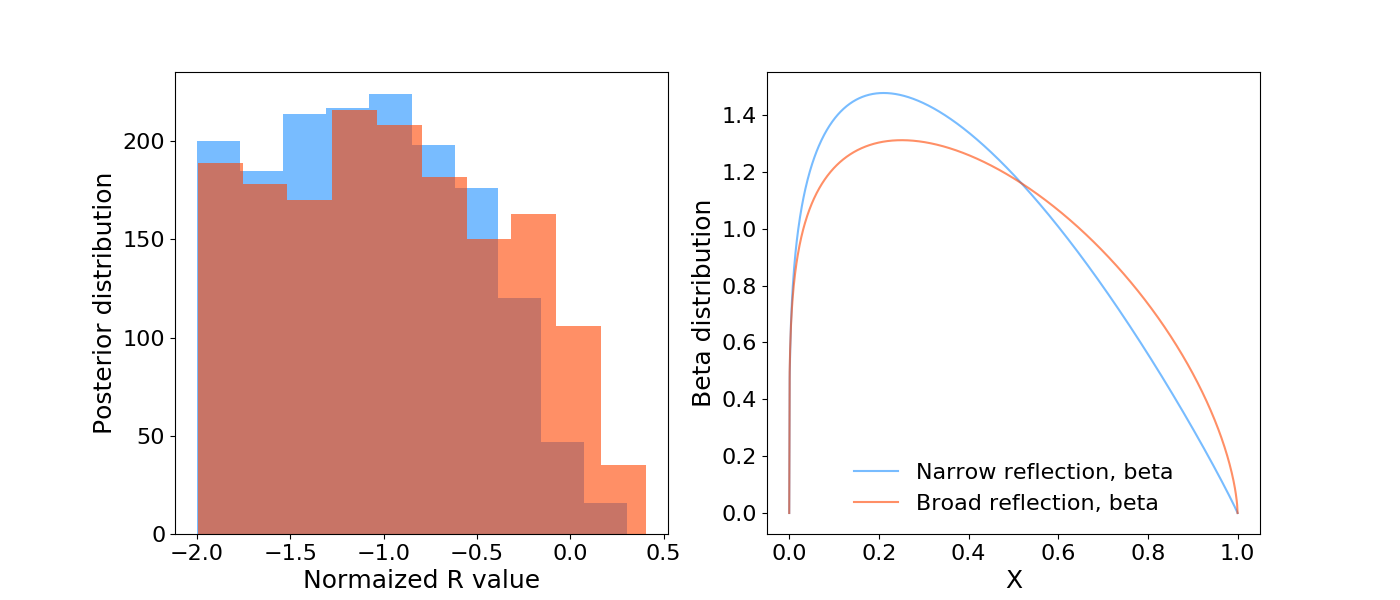 Posterior distribution
200
150
100
50
0
−2.0 −1.5 −1.0 −0.5 0.0 0.5
Normaized R value
Beta distribution
1.4
1.2
1.0
0.8
0.6
0.4
0.2
0.0
0.0 0.2 0.4 0.6 0.8 1.0
X
Narrow reflection, beta
Broad reflection, beta